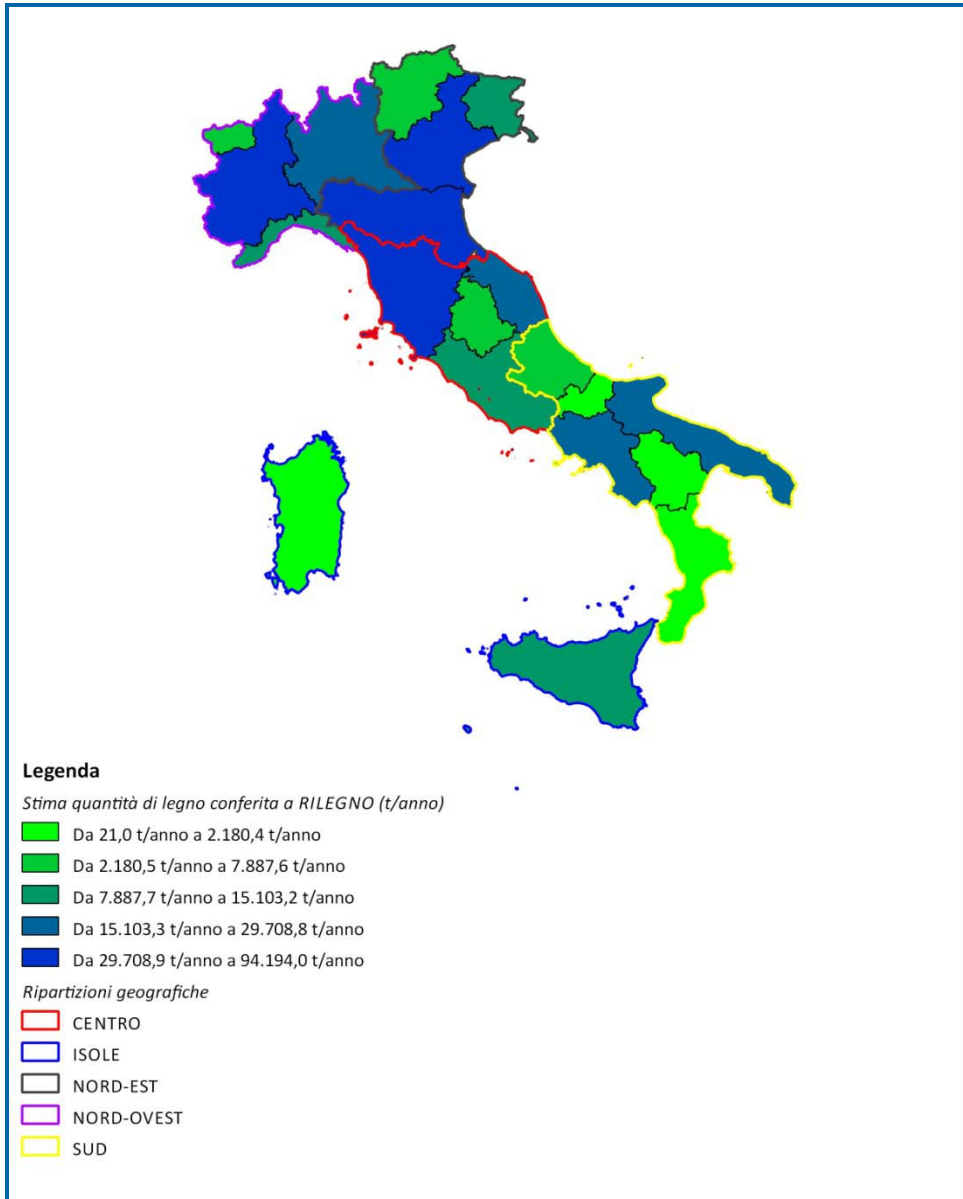 Legenda
Stima quantità di legno conferita a RILEGNO (t/anno)
Da 21,0 t/anno a 2.180,4 t/anno
Da 2.180,5 t/anno a 7.887,6 t/anno
Da 7.887,7 t/anno a 15.103,2 t/anno
Da 15.103,3 t/anno a 29.708,8 t/anno
Da 29.708,9 t/anno a 94.194,0 t/anno
Ripartizioni geografiche
CENTRO
ISOLE
NORD-EST
NORD-OVEST
SUD